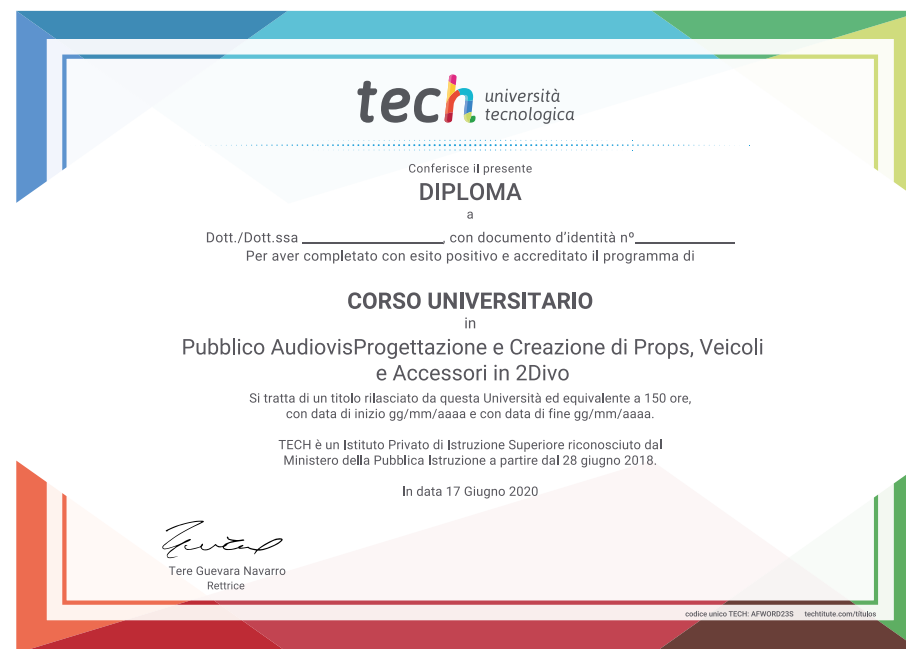 tech università
tecnologica
Conferisce il presente
DIPLOMA
a
Dott./Dott.ssa ____________________, con documento d'identità nº______________
Per aver completato con esito positivo e accreditato il programma di
CORSO UNIVERSITARIO
in
Pubblico AudiovisProgettazione e Creazione di Props, Veicoli
e Accessori in 2Divo
Si tratta di un titolo rilasciato da questa Università ed equivalente a 150 ore,
con data di inizio gg/mm/aaaa e con data di fine gg/mm/aaaa.
TECH è un Istituto Privato di Istruzione Superiore riconosciuto dal
Ministero della Pubblica Istruzione a partire dal 28 giugno 2018.
In data 17 Giugno 2020
Tere Guevara Navarro
Rettrice
codice unico TECH: AFWORD23S techtitute.com/títulos